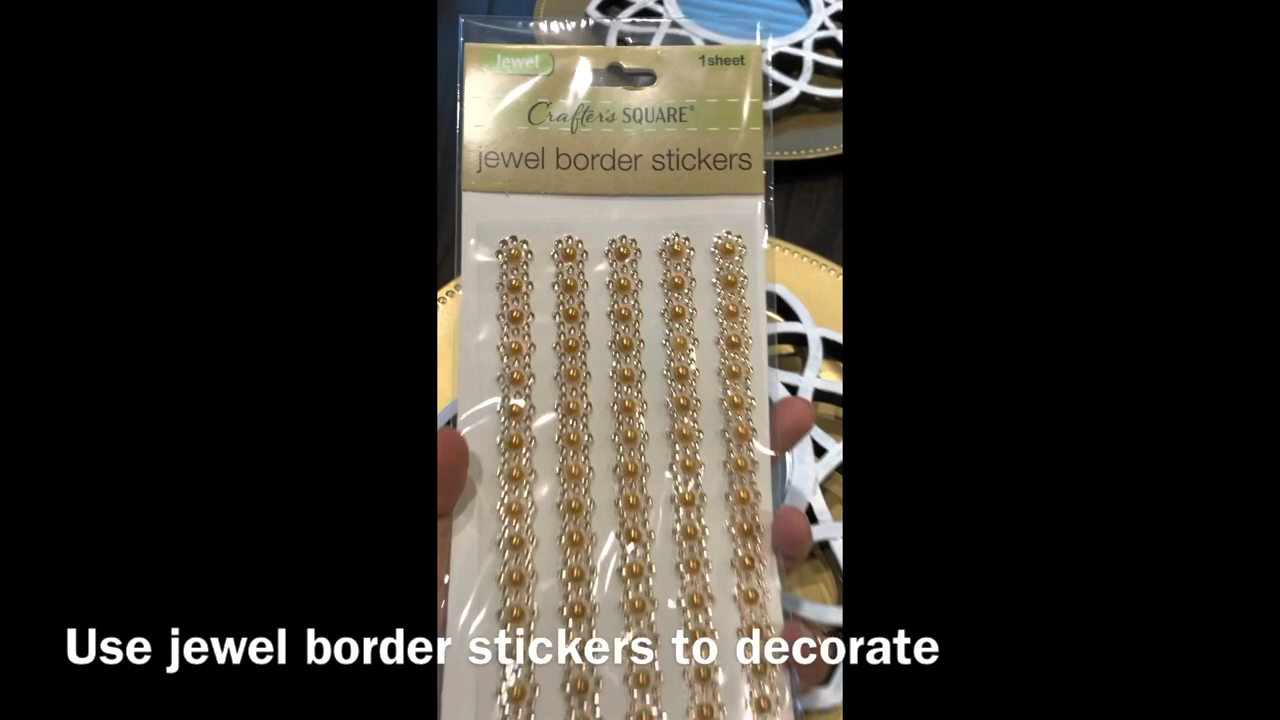 Jewel
1 sheet
Crafter's SQUARE®
jewel border stickers
Use jewel border stickers to decorate